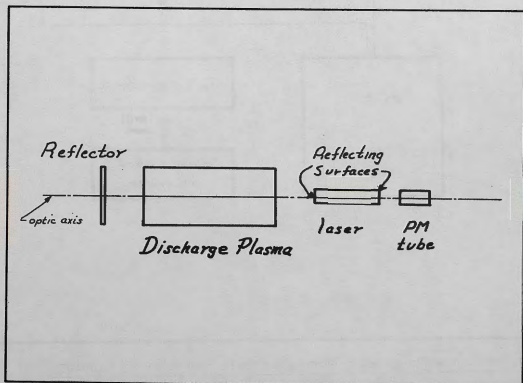 Reflector
Reflecting
Surfaces
optic axis
laser
PM
tube
Discharge Plasma